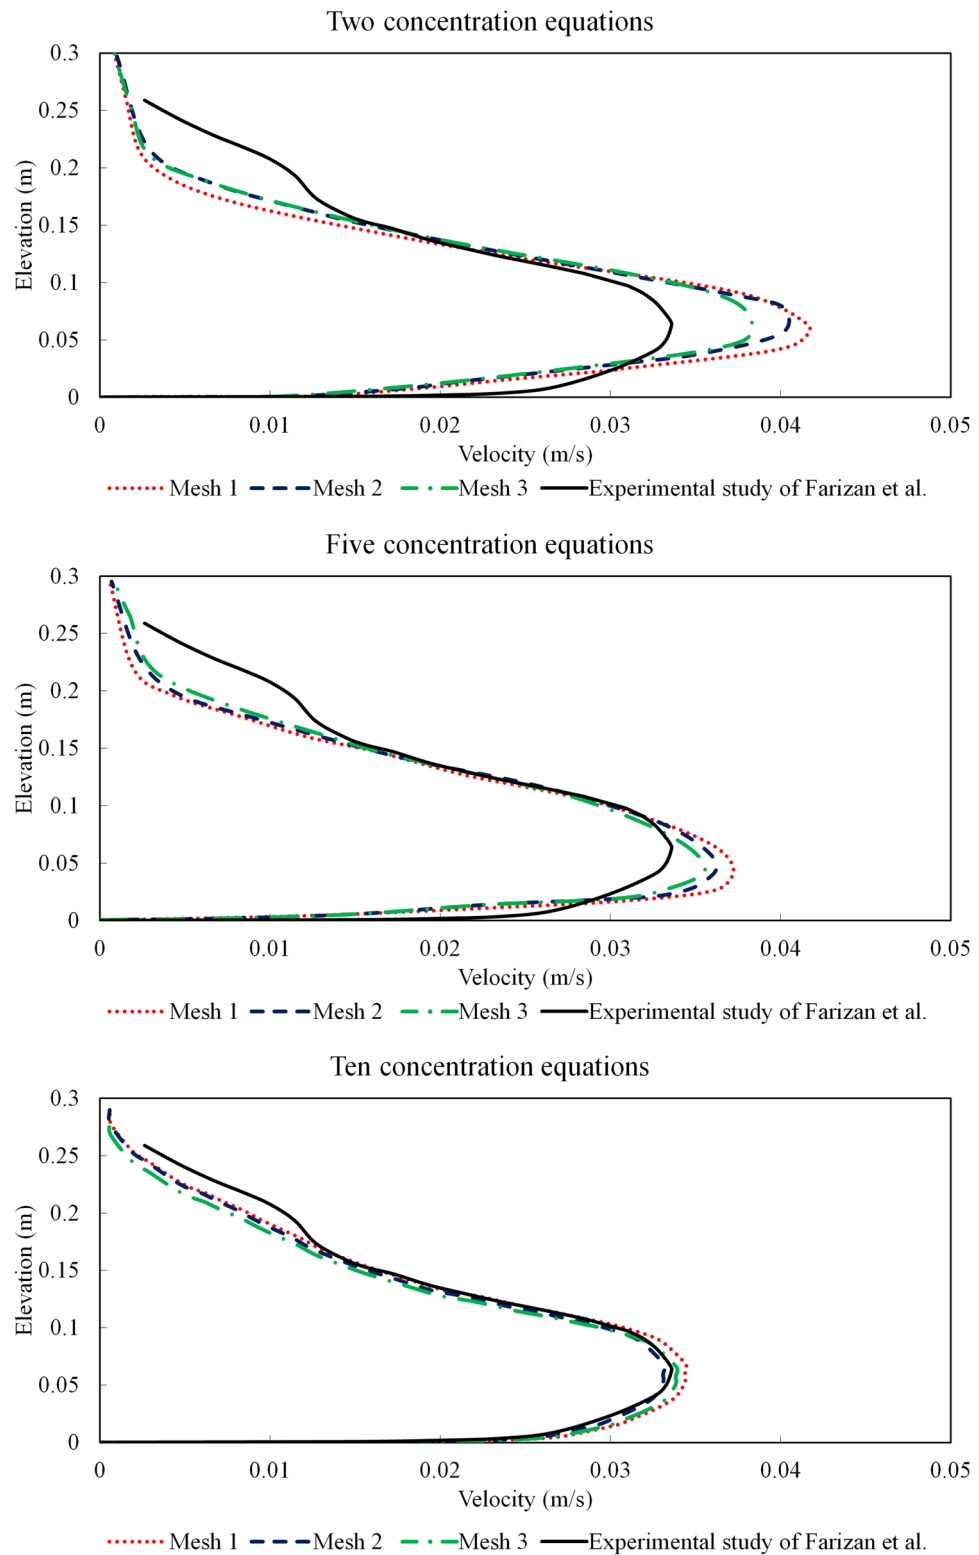 Two concentration equations
0.3
0.25
0.2
0.15
0.1
0.05
0
Elevation (m)
0 0.01 0.02 0.03 0.04 0.05
Velocity (m/s)
Mesh 1 Mesh 2 Mesh 3 Experimental study of Farizan et al.
Five concentration equations
0.3
0.25
0.2
0.15
0.1
0.05
0
Elevation (m)
0 0.01 0.02 0.03 0.04 0.05
Velocity (m/s)
Mesh 1 Mesh 2 Mesh 3 Experimental study of Farizan et al.
Ten concentration equations
0.3
0.25
0.2
0.15
0.1
0.05
0
Elevation (m)
0 0.01 0.02 0.03 0.04 0.05
Velocity (m/s)
Mesh 1 Mesh 2 Mesh 3 Experimental study of Farizan et al.